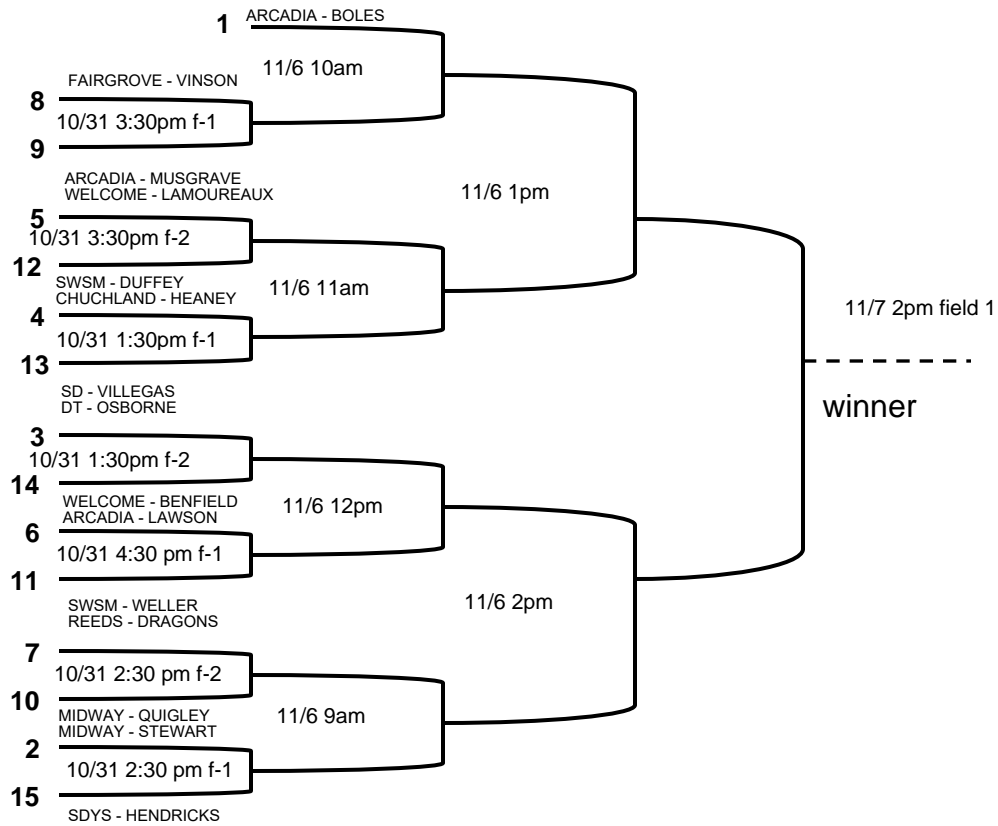 ARCADIA - BOLES
1
11/6 10am
FAIRGROVE - VINSON
8
10/31 3:30pm f-1
9
ARCADIA - MUSGRAVE
WELCOME - LAMOUREAUX
11/6 1pm
5
10/31 3:30pm f-2
12
SWSM - DUFFEY
CHUCHLAND - HEANEY
11/6 11am
4
10/31 1:30pm f-1
13
11/7 2pm field 1
SD - VILLEGAS
DT - OSBORNE
winner
3
10/31 1:30pm f-2
14
WELCOME - BENFIELD
ARCADIA - LAWSON
11/6 12pm
6
10/31 4:30 pm f-1
11
SWSM - WELLER
REEDS - DRAGONS
11/6 2pm
7
10/31 2:30 pm f-2
10
MIDWAY - QUIGLEY
MIDWAY - STEWART
11/6 9am
2
10/31 2:30 pm f-1
15
SDYS - HENDRICKS